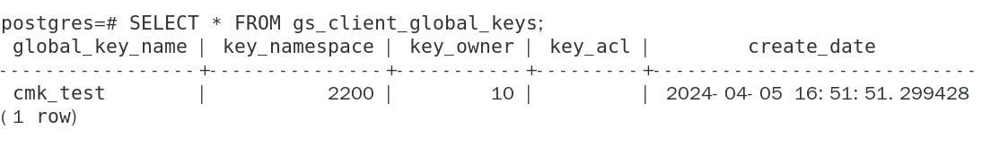 postgres=# SELECT * FROM gs_client_global_keys;
 global_key_name | key_namespace | key_owner | key_acl |        create_date
-----------------+---------------+-----------+---------+----------------------------
 cmk_test        |          2200 |        10 |         | 2024-04-05 16:51:51.299428
(1 row)